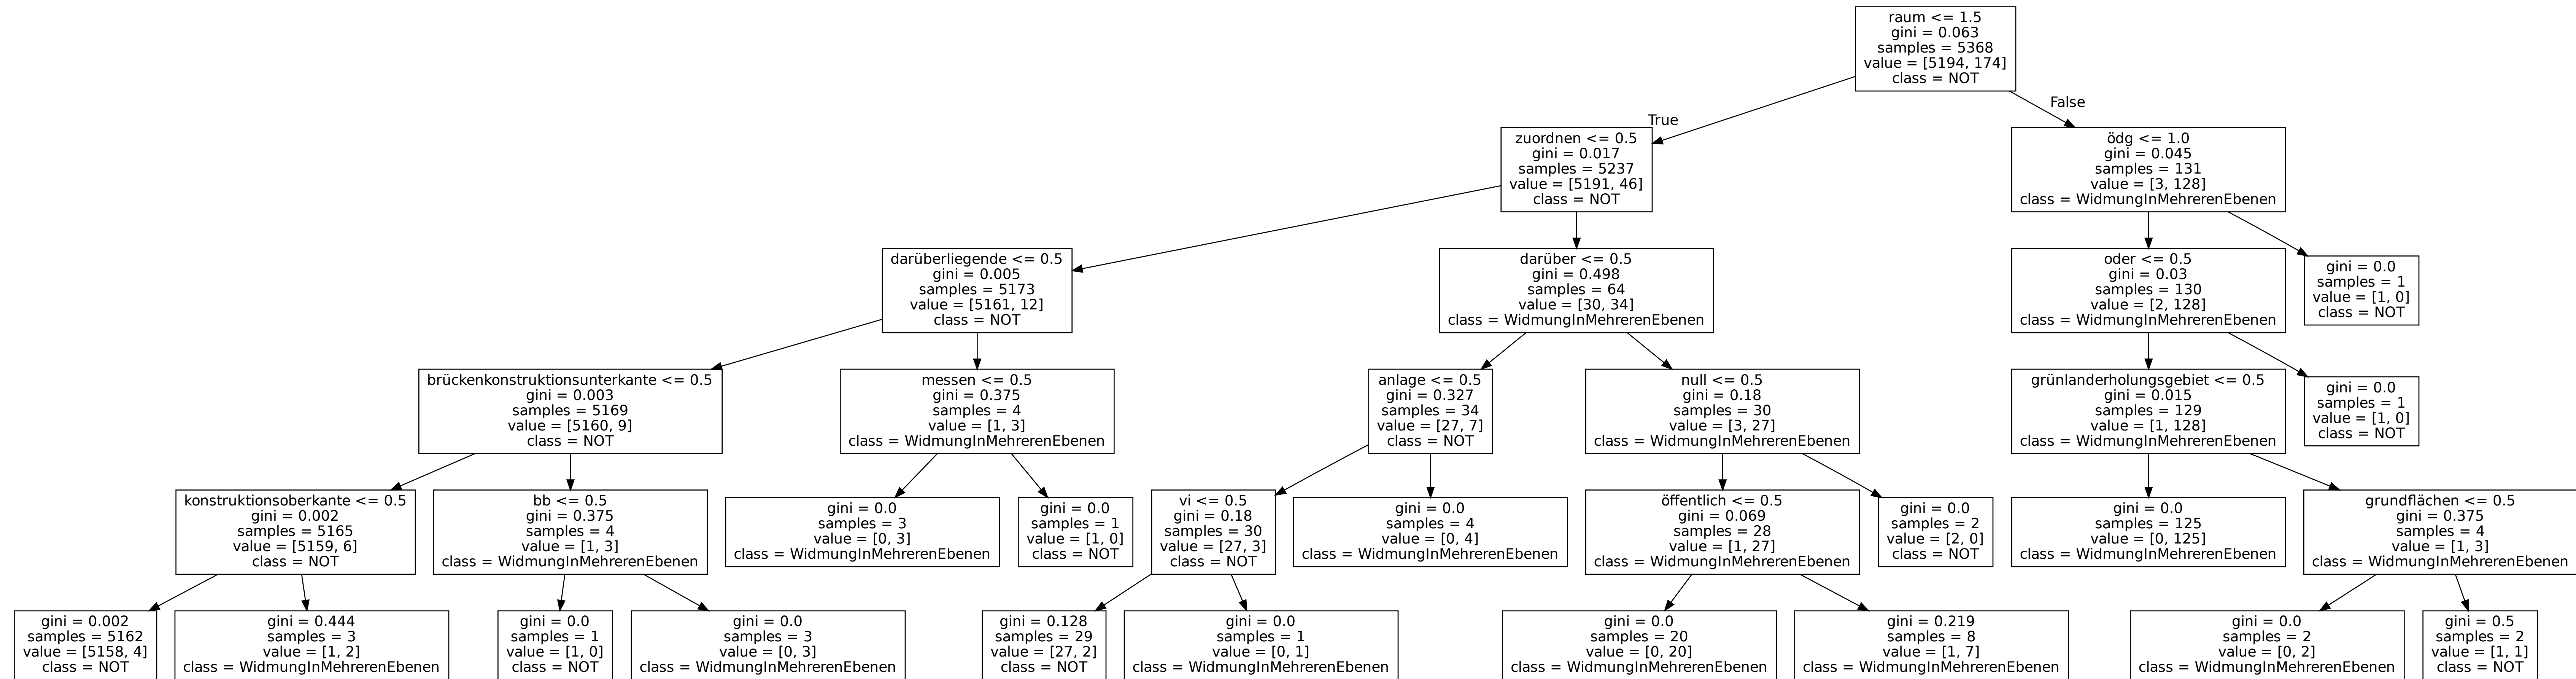 raum <= 1.5
gini = 0.063
samples = 5368
value = [5194, 174]
class = NOT
True
False
zuordnen <= 0.5
gini = 0.017
samples = 5237
value = [5191, 46]
class = NOT
ödg <= 1.0
gini = 0.045
samples = 131
value = [3, 128]
class = WidmungInMehrerenEbenen
darüberliegende <= 0.5
gini = 0.005
samples = 5173
value = [5161, 12]
class = NOT
darüber <= 0.5
gini = 0.498
samples = 64
value = [30, 34]
class = WidmungInMehrerenEbenen
oder <= 0.5
gini = 0.03
samples = 130
value = [2, 128]
class = WidmungInMehrerenEbenen
gini = 0.0
samples = 1
value = [1, 0]
class = NOT
brückenkonstruktionsunterkante <= 0.5
gini = 0.003
samples = 5169
value = [5160, 9]
class = NOT
messen <= 0.5
gini = 0.375
samples = 4
value = [1, 3]
class = WidmungInMehrerenEbenen
anlage <= 0.5
gini = 0.327
samples = 34
value = [27, 7]
class = NOT
null <= 0.5
gini = 0.18
samples = 30
value = [3, 27]
class = WidmungInMehrerenEbenen
grünlanderholungsgebiet <= 0.5
gini = 0.015
samples = 129
value = [1, 128]
class = WidmungInMehrerenEbenen
gini = 0.0
samples = 1
value = [1, 0]
class = NOT
konstruktionsoberkante <= 0.5
gini = 0.002
samples = 5165
value = [5159, 6]
class = NOT
bb <= 0.5
gini = 0.375
samples = 4
value = [1, 3]
class = WidmungInMehrerenEbenen
gini = 0.0
samples = 3
value = [0, 3]
class = WidmungInMehrerenEbenen
gini = 0.0
samples = 1
value = [1, 0]
class = NOT
vi <= 0.5
gini = 0.18
samples = 30
value = [27, 3]
class = NOT
gini = 0.0
samples = 4
value = [0, 4]
class = WidmungInMehrerenEbenen
öffentlich <= 0.5
gini = 0.069
samples = 28
value = [1, 27]
class = WidmungInMehrerenEbenen
gini = 0.0
samples = 2
value = [2, 0]
class = NOT
gini = 0.0
samples = 125
value = [0, 125]
class = WidmungInMehrerenEbenen
grundflächen <= 0.5
gini = 0.375
samples = 4
value = [1, 3]
class = WidmungInMehrerenEbenen
gini = 0.002
samples = 5162
value = [5158, 4]
class = NOT
gini = 0.444
samples = 3
value = [1, 2]
class = WidmungInMehrerenEbenen
gini = 0.0
samples = 1
value = [1, 0]
class = NOT
gini = 0.0
samples = 3
value = [0, 3]
class = WidmungInMehrerenEbenen
gini = 0.128
samples = 29
value = [27, 2]
class = NOT
gini = 0.0
samples = 1
value = [0, 1]
class = WidmungInMehrerenEbenen
gini = 0.0
samples = 20
value = [0, 20]
class = WidmungInMehrerenEbenen
gini = 0.219
samples = 8
value = [1, 7]
class = WidmungInMehrerenEbenen
gini = 0.0
samples = 2
value = [0, 2]
class = WidmungInMehrerenEbenen
gini = 0.5
samples = 2
value = [1, 1]
class = NOT